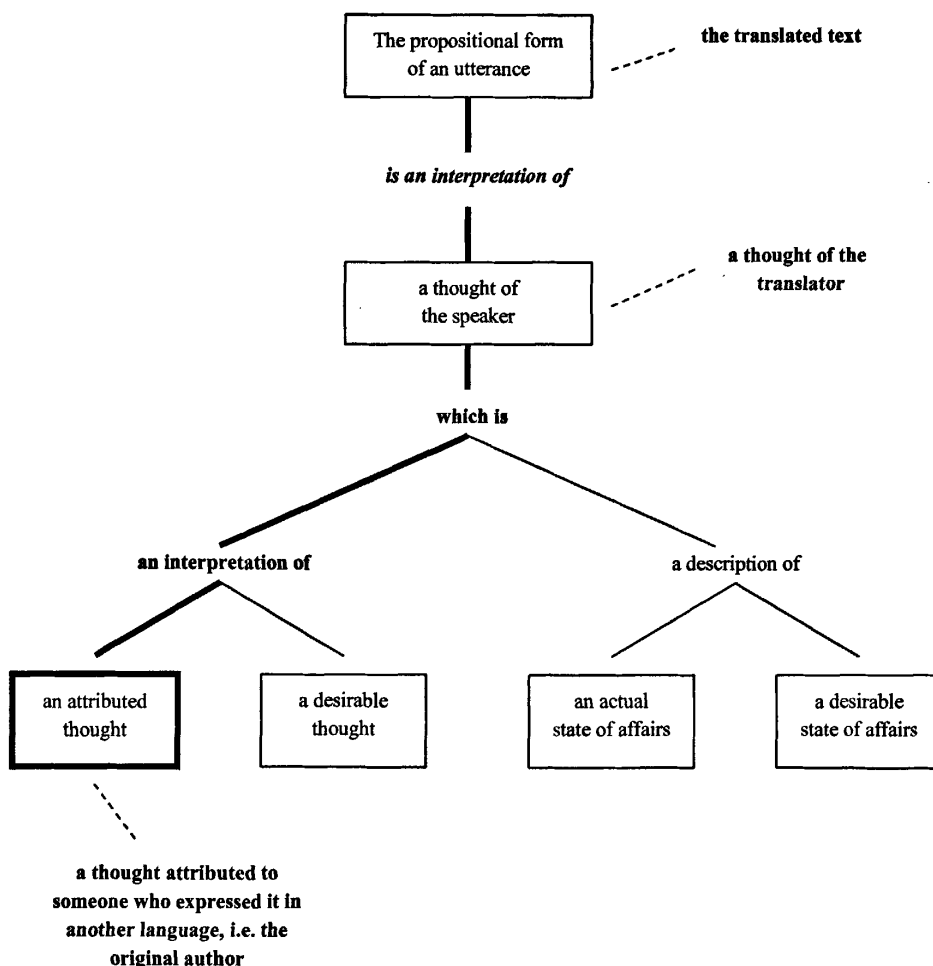 The propositional form
of an utterance
the translated text
is an interpretation of
a thought of
the speaker
a thought of the
translator
which is
an interpretation of
a description of
an attributed
thought
a desirable
thought
an actual
state of affairs
a desirable
state of affairs
a thought attributed to
someone who expressed it in
another language, i.e. the
original author